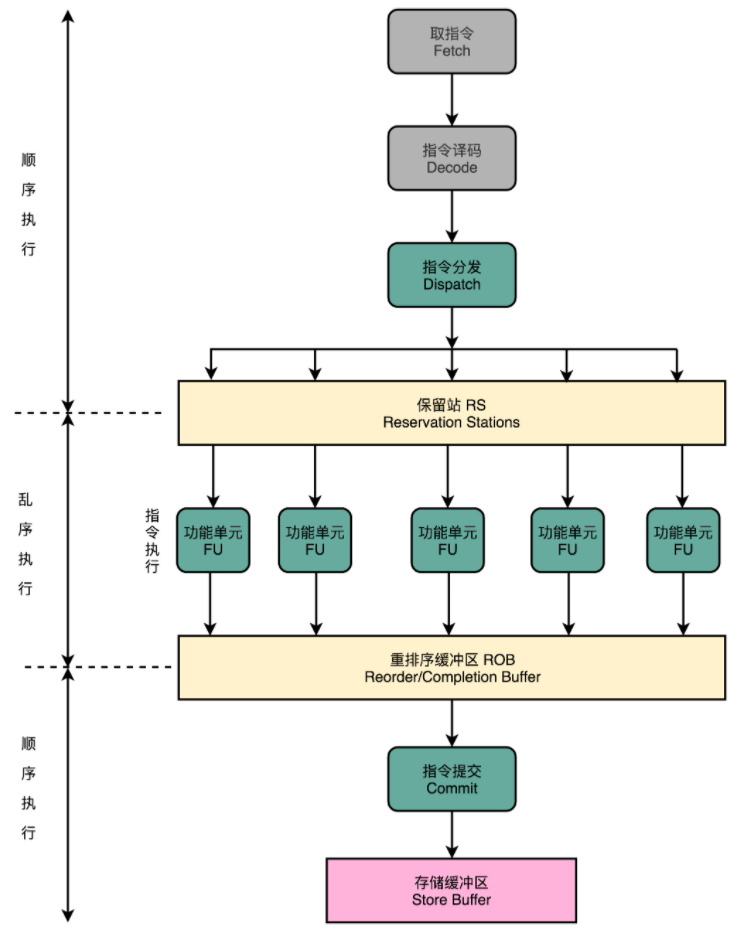 取指令
Fetch
指令译码
Decode
顺序执行
指令分发
Dispatch
保留站 RS
Reservation Stations
乱序执行
指令执行
功能单元
FU
功能单元
FU
功能单元
FU
功能单元
FU
功能单元
FU
重排序缓冲区 ROB
Reorder/Completion Buffer
顺序执行
指令提交
Commit
存储缓冲区
Store Buffer